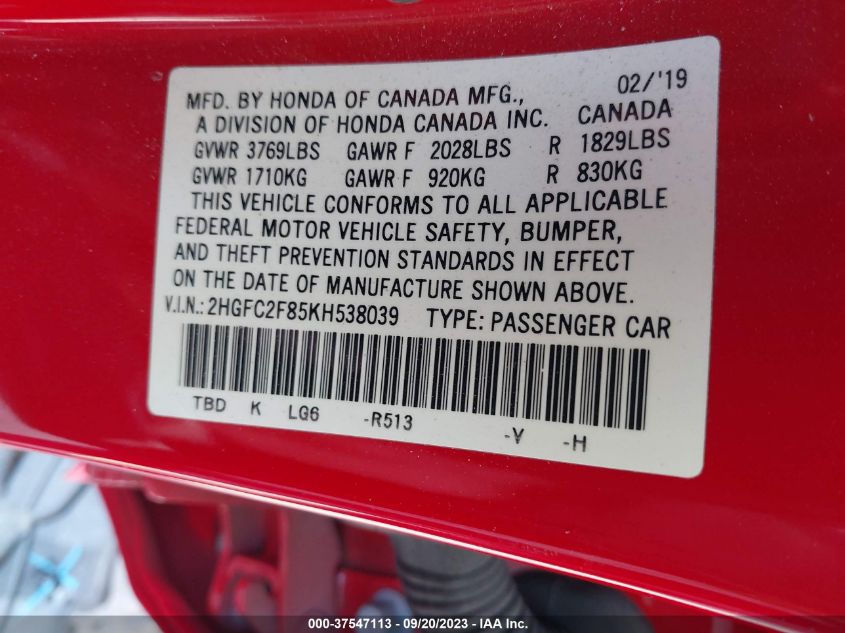 MFD. BY HONDA OF CANADA MFG., 02/'19
A DIVISION OF HONDA CANADA INC. CANADA
GVWR 3769LBS GAWR F 2028LBS R 1829LBS
GVWR 1710KG GAWR F 920KG R 830KG
THIS VEHICLE CONFORMS TO ALL APPLICABLE
FEDERAL MOTOR VEHICLE SAFETY, BUMPER,
AND THEFT PREVENTION STANDARDS IN EFFECT
ON THE DATE OF MANUFACTURE SHOWN ABOVE.
V.I.N.: 2HGFC2F85KH538039 TYPE: PASSENGER CAR
TBD K LG6 -R513 -Y -H
000-37547113 - 09/20/2023 - IAA Inc.